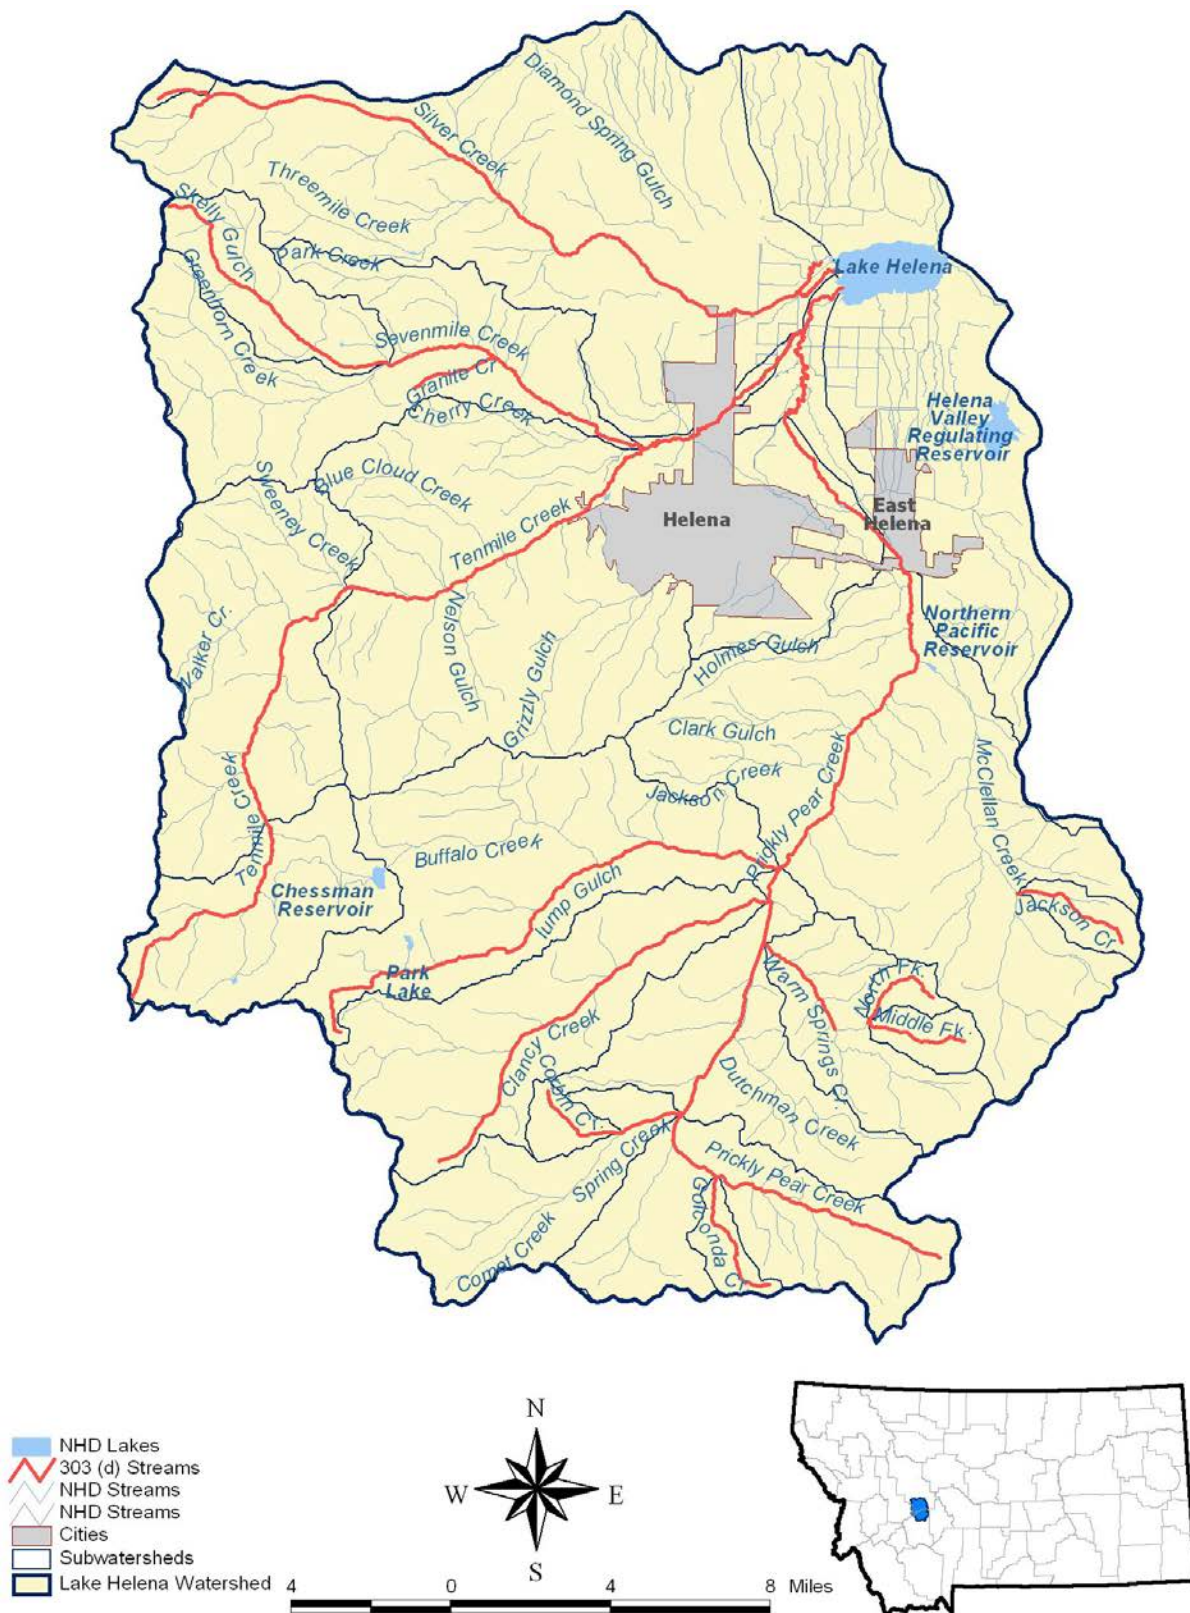 Diamond Spring Gulch
Silver Creek
Threemile Creek
Skelly Gulch
Park Creek
Greenhorn Creek
Lake Helena
Sevenmile Creek
Granite Cr
Cherry Creek
Helena
Valley
Regulating
Reservoir
Blue Cloud Creek
Sweeney Creek
Tenmile Creek
Helena
East
Helena
Walker Cr.
Nelson Gulch
Grizzly Gulch
Holmes Gulch
Northern
Pacific
Reservoir
Clark Gulch
Jackson Creek
Prickly Pear Creek
McClellan Creek
Tenmile Creek
Buffalo Creek
Chessman
Reservoir
lump Gulch
Jackson Cr
Park
Lake
Warm Springs Cr.
North Fk.
Middle Fk.
Clancy Creek
Corbin Cr.
Dutchman Creek
Spring Creek
Prickly Pear Creek
Golconda Cr
Comet Creek
N
W
E
S
NHD Lakes
303 (d) Streams
NHD Streams
NHD Streams
Cities
Subwatersheds
Lake Helena Watershed
4 0 4 8 Miles